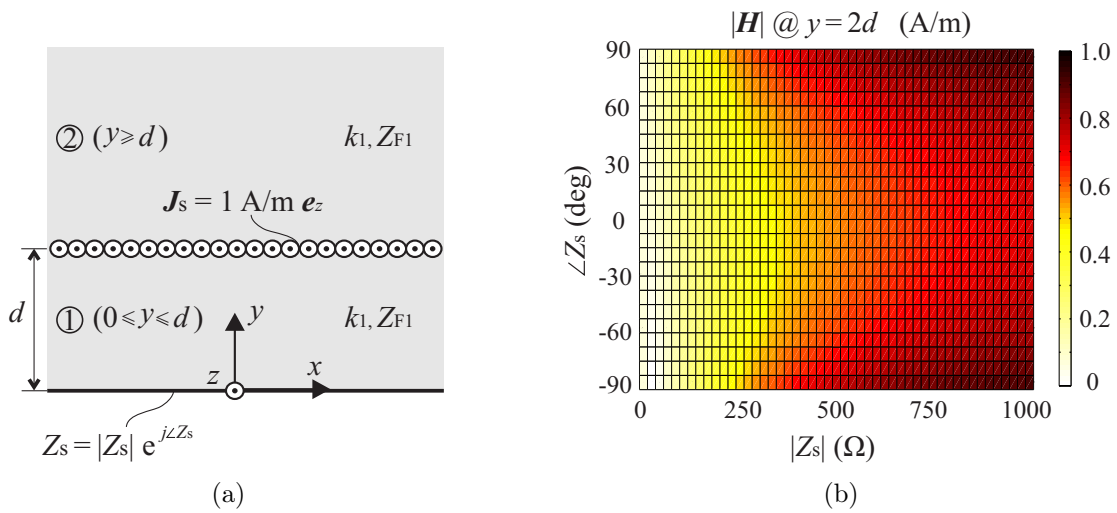 ② (y ≥ d)
k1, ZF1
Js = 1 A/m ez
d
① (0 ≤ y ≤ d)
y
k1, ZF1
z
x
Zs = |Zs| e^j∠Zs
(a)
|H| @ y = 2d (A/m)
90
60
30
0
-30
-60
-90
∠Zs (deg)
0 250 500 750 1000
|Zs| (Ω)
1.0
0.8
0.6
0.4
0.2
0
(b)